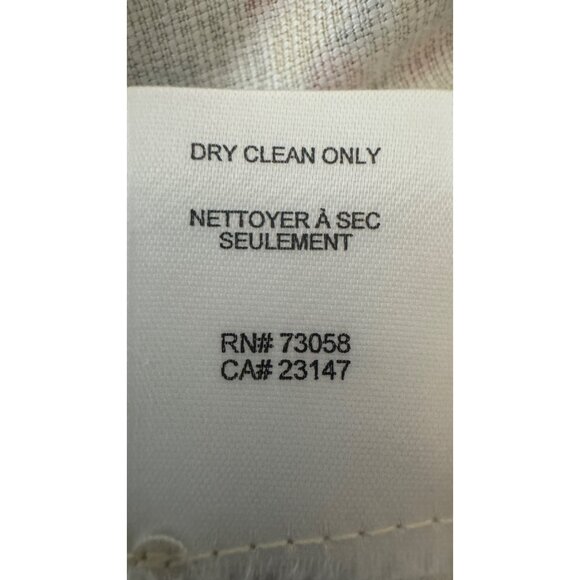 DRY CLEAN ONLY
NETTOYER À SEC
SEULEMENT
RN# 73058
CA# 23147